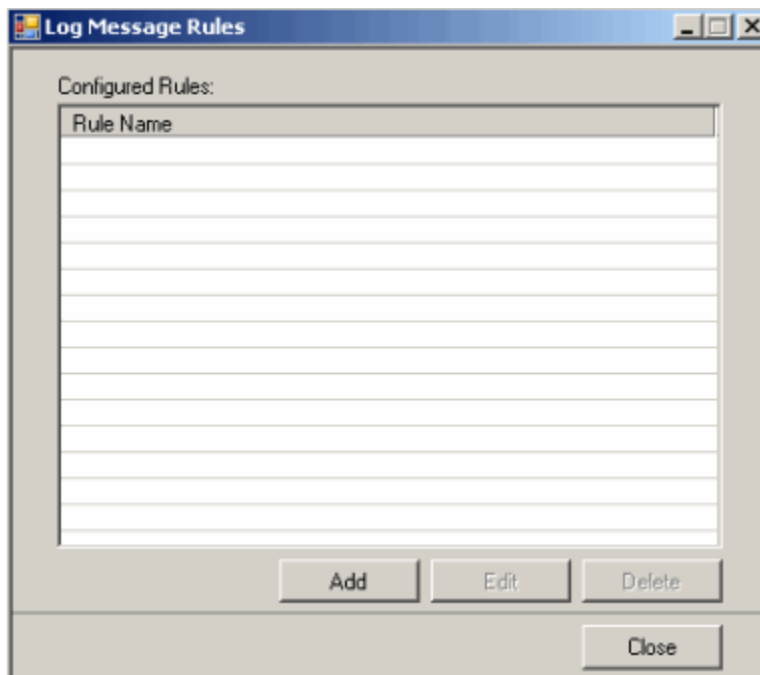 Log Message Rules
Configured Rules:
Rule Name
Add Edit Delete
Close